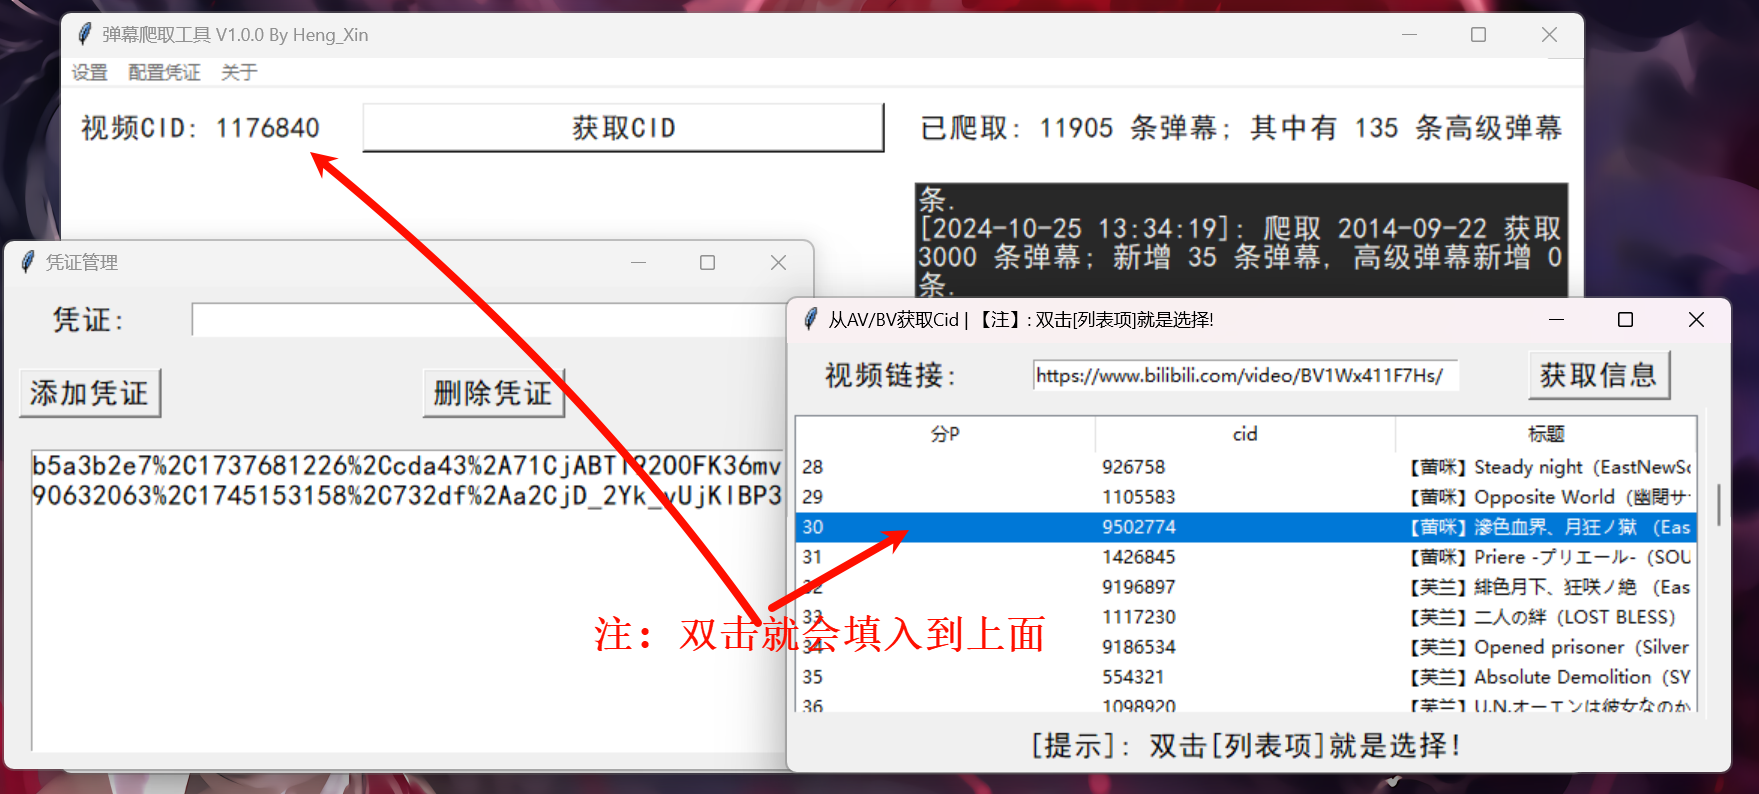 弹幕爬取工具 V1.0.0 By Heng_Xin
设置 配置凭证 关于
视频CID: 1176840
获取CID
已爬取: 11905 条弹幕; 其中有 135 条高级弹幕
条.
[2024-10-25 13:34:19]: 爬取 2014-09-22 获取
3000 条弹幕; 新增 35 条弹幕, 高级弹幕新增 0
条.
凭证管理
凭证:
添加凭证
删除凭证
90632063%2C1745153158%2C732df%2Aa2CjD_2Yk_
从AV/BV获取Cid | 【注】: 双击[列表项]就是选择!
视频链接:
https://www.bilibili.com/video/BV1Wx411F7Hs/
获取信息
分P cid 标题
28 926758 【蕾咪】Steady night (EastNewSo
29 1105583 【蕾咪】Opposite World (幽閉サ
30 9502774 【蕾咪】滲色血界、月狂ノ獄 (Eas
31 1426845 【蕾咪】Priere -プリエール- (SOU
32 9196897 【芙兰】緋色月下、狂咲ノ絶 (Eas
33 1117230 【芙兰】二人の絆 (LOST BLESS)
34 9186534 【芙兰】Opened prisoner (Silver
35 554321 【芙兰】Absolute Demolition (SY
36 1098920 【芙兰】U.N.オーエンは彼女なのか
注: 双击就会填入到上面
[提示]: 双击[列表项]就是选择!